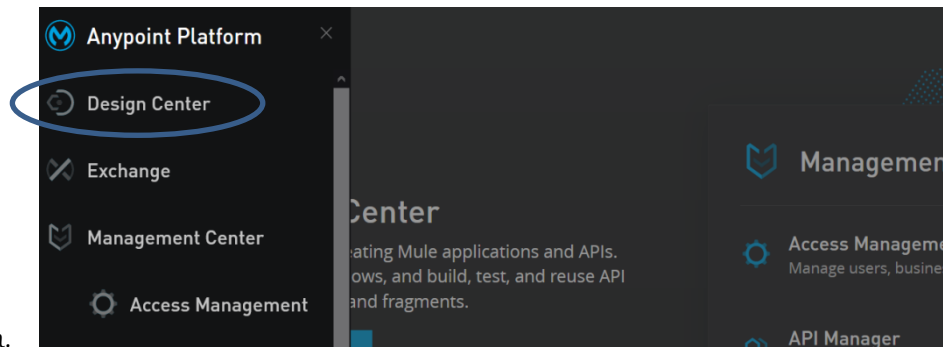 Anypoint Platform ×
Design Center
Exchange
Management Center
Access Management
Center
eating Mule applications and APIs.
ows, and build, test, and reuse API
and fragments.
Managemen
Access Manageme
Manage users, busine
API Manager